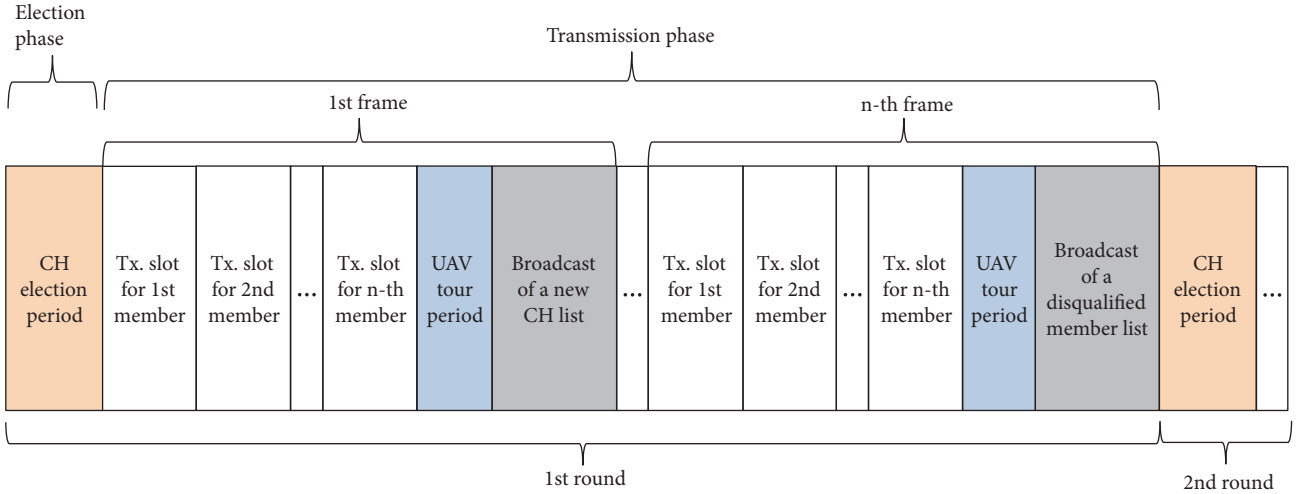 Election
phase
Transmission phase
1st frame
n-th frame
CH
election
period
Tx. slot
for 1st
member
Tx. slot
for 2nd
member
...
Tx. slot
for n-th
member
UAV
tour
period
Broadcast
of a new
CH list
...
Tx. slot
for 1st
member
Tx. slot
for 2nd
member
...
Tx. slot
for n-th
member
UAV
tour
period
Broadcast
of a
disqualified
member list
CH
election
period
...
1st round
2nd round